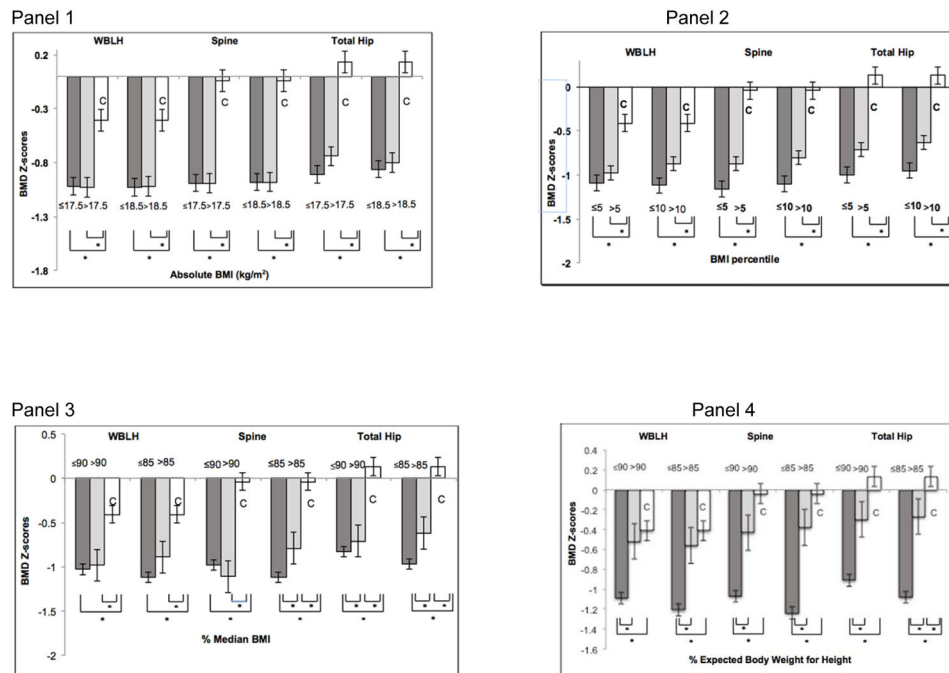 Panel 1
WBLH Spine Total Hip
0.2
-0.3
-0.8
-1.3
-1.8
BMD Z-scores
C C C C C C
≤17.5>17.5 ≤18.5>18.5 ≤17.5>17.5 ≤18.5>18.5 ≤17.5>17.5 ≤18.5>18.5
* * * * * *
* * * * * *
Absolute BMI (kg/m²)
Panel 2
WBLH Spine Total Hip
0
-0.5
-1
-1.5
-2
BMD Z-scores
C C C C C C
≤5 >5 ≤10 >10 ≤5 >5 ≤10 >10 ≤5 >5 ≤10 >10
* * * * * *
* * * * * *
BMI percentile
Panel 3
WBLH Spine Total Hip
0.5
0
-0.5
-1
-1.5
-2
BMD Z-scores
≤90 >90 ≤85 >85 ≤90 >90 ≤85 >85 ≤90 >90 ≤85>85
C C C C C C
* * * * * * * * *
* * * * * *
% Median BMI
Panel 4
WBLH Spine Total Hip
0.4
0.2
0
-0.2
-0.4
-0.6
-0.8
-1
-1.2
-1.4
-1.6
BMD Z-scores
≤90 >90 ≤85>85 ≤90 >90 ≤85 >85 ≤90>90 ≤85>85
C C C C C C
* * * * * * *
* * * * * *
% Expected Body Weight for Height